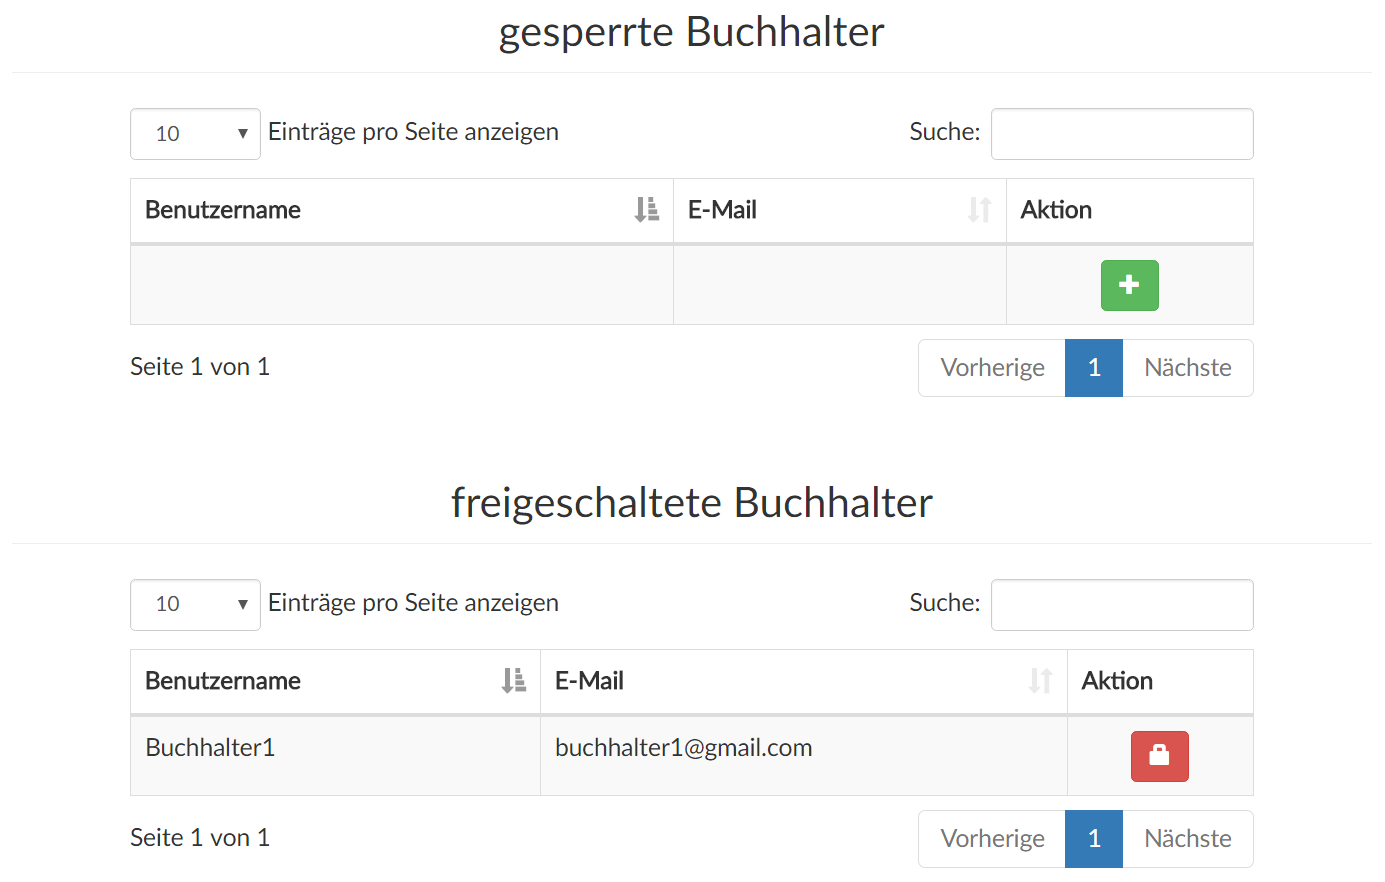 gesperrte Buchhalter
10 Einträge pro Seite anzeigen Suche:
Benutzername E-Mail Aktion
Seite 1 von 1 Vorherige 1 Nächste
freigeschaltete Buchhalter
10 Einträge pro Seite anzeigen Suche:
Benutzername E-Mail Aktion
Buchhalter1 buchhalter1@gmail.com
Seite 1 von 1 Vorherige 1 Nächste